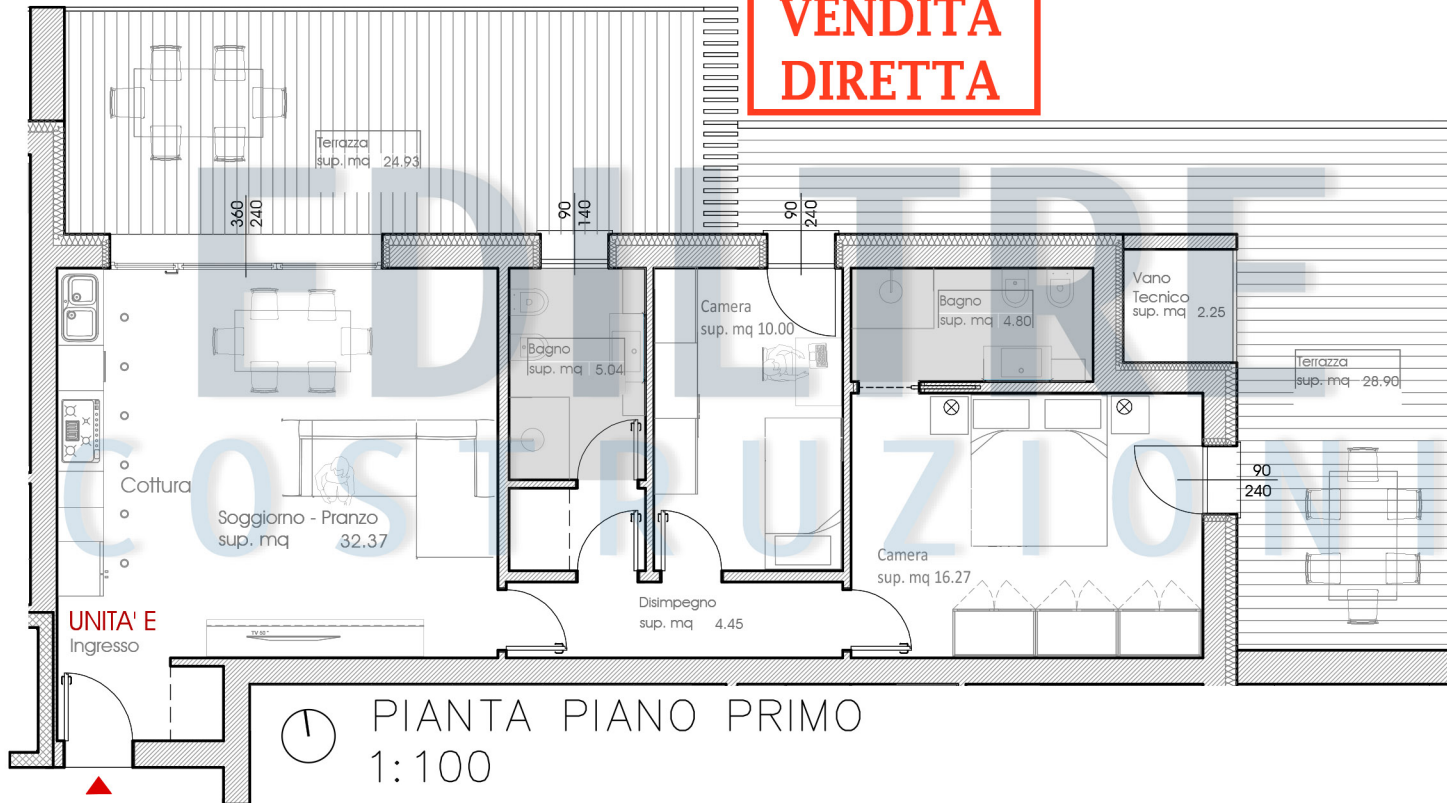 VENDITA
DIRETTA
Terrazza
sup. mq 24.93
360
240
90
140
90
240
EDILTRE
COSTRUZIONI
Vano
Tecnico
sup. mq 2.25
Camera
sup. mq 10.00
Bagno
sup. mq 4.80
Bagno
sup. mq 5.04
Terrazza
sup. mq 28.90
90
240
Cottura
Soggiorno - Pranzo
sup. mq 32.37
Camera
sup. mq 16.27
Disimpegno
sup. mq 4.45
UNITA' E
Ingresso
TV 50"
PIANTA PIANO PRIMO
1:100